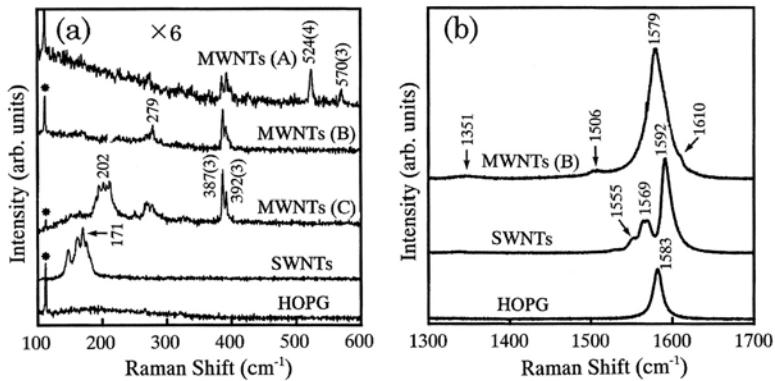 (a)
×6
MWNTs (A)
524(4)
570(3)
*
279
MWNTs (B)
202
387(3)
392(3)
*
MWNTs (C)
171
SWNTs
*
HOPG
100 200 300 400 500 600
Raman Shift (cm-1)
Intensity (arb. units)
(b)
1579
1351
1506
1592
1610
MWNTs (B)
1555
1569
SWNTs
1583
HOPG
1300 1400 1500 1600 1700
Raman Shift (cm-1)
Intensity (arb. units)